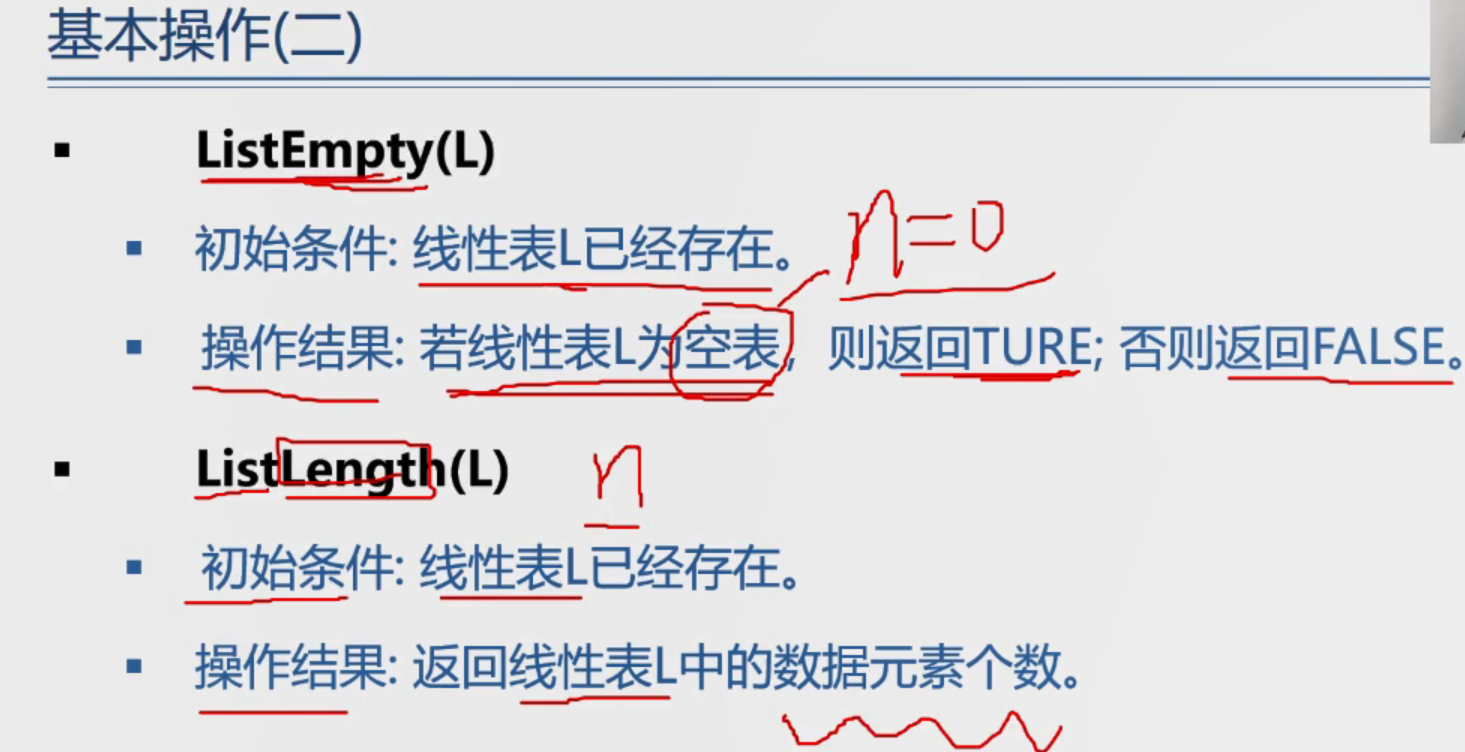 基本操作(二)
▪ ListEmpty(L)
▪ 初始条件: 线性表L已经存在。
n=0
▪ 操作结果: 若线性表L为空表, 则返回TURE; 否则返回FALSE。
▪ ListLength(L) n
▪ 初始条件: 线性表L已经存在。
▪ 操作结果: 返回线性表L中的数据元素个数。